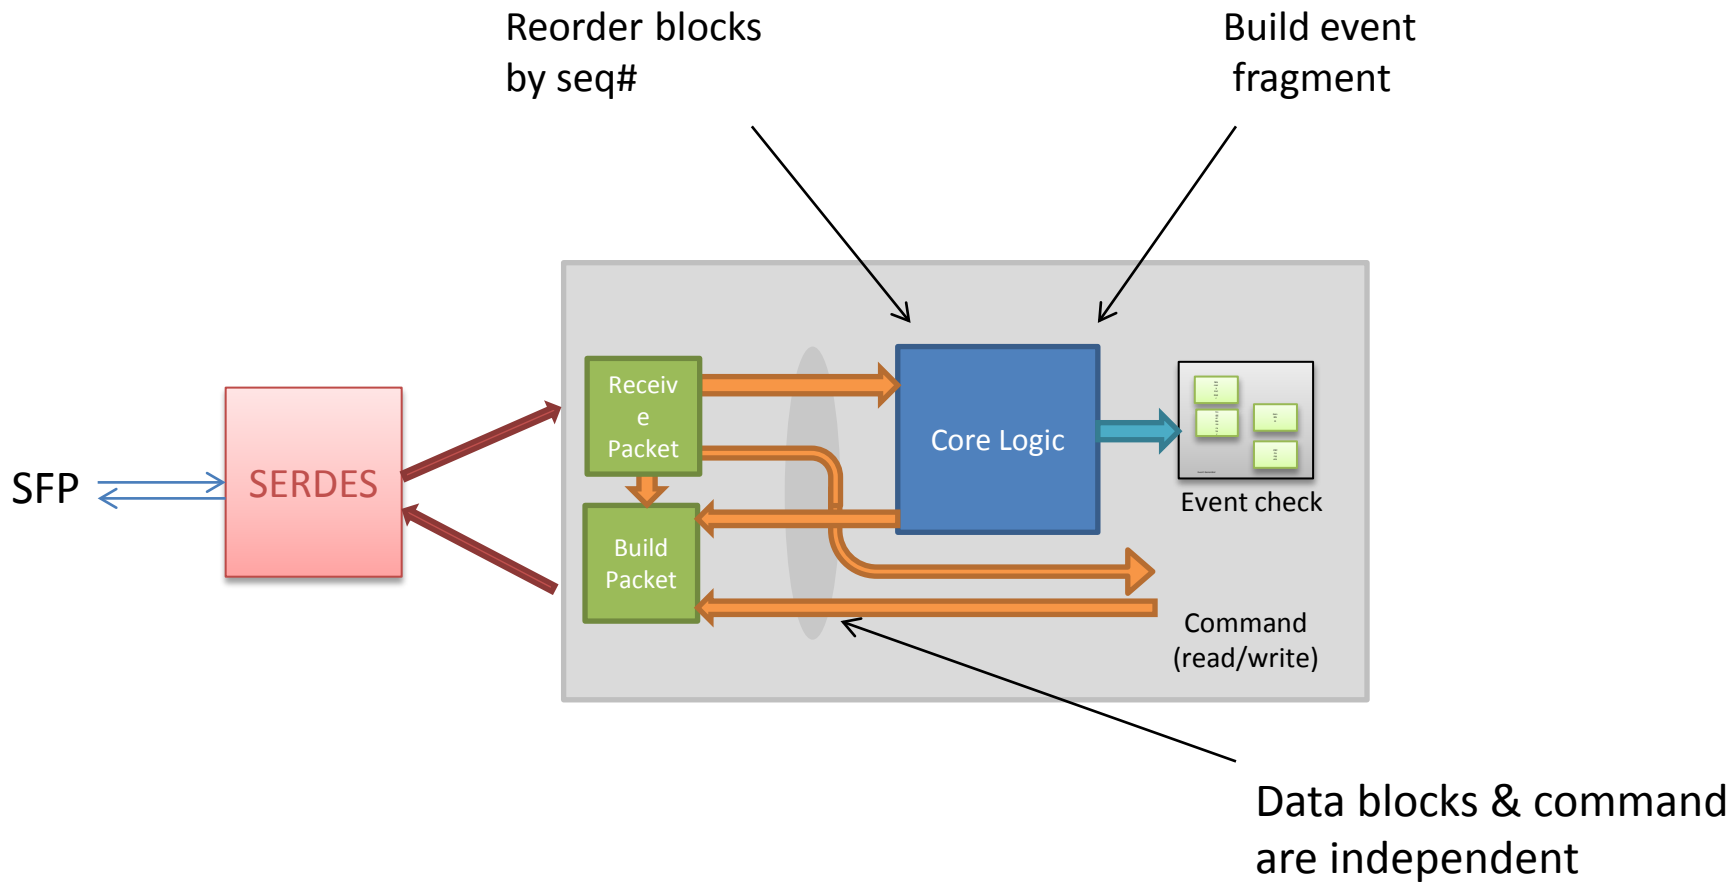 Reorder blocks
by seq#
Build event
fragment
Receiv
e
Packet
Core Logic
SFP
SERDES
Event check
Build
Packet
Command
(read/write)
Data blocks & command
are independent